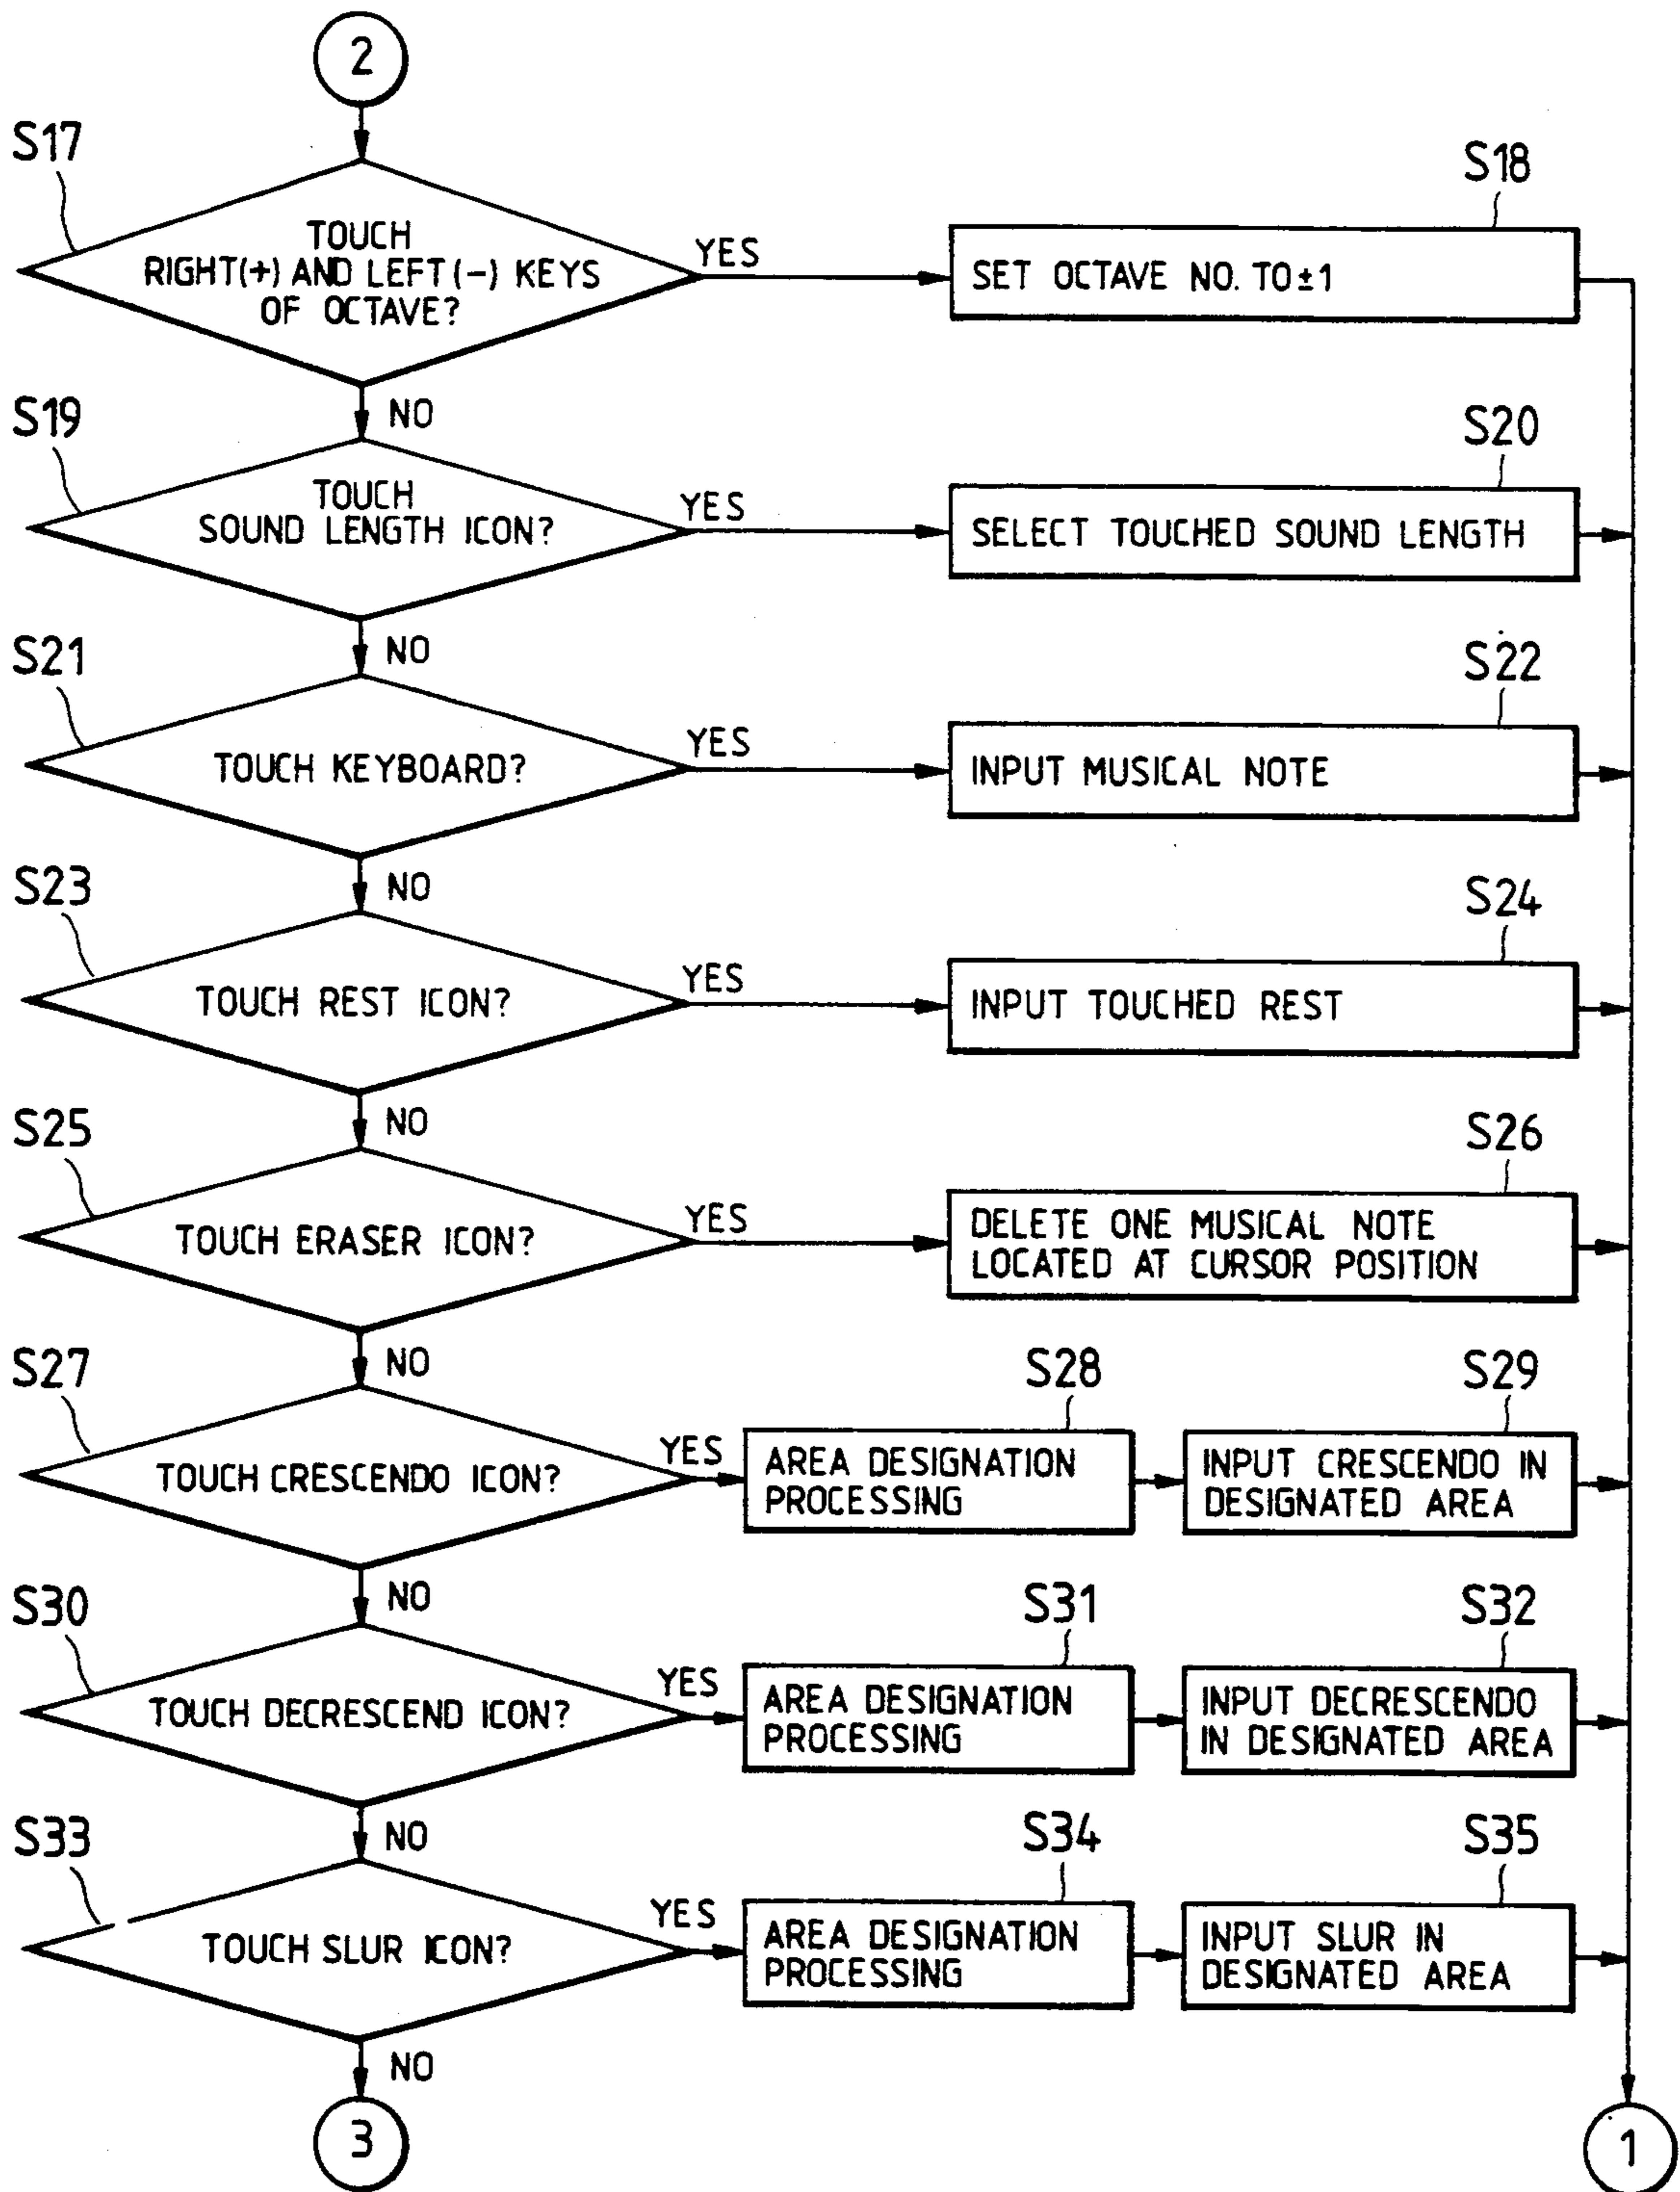 2
S17
TOUCH
RIGHT(+) AND LEFT(-) KEYS
OF OCTAVE?
YES
S18
SET OCTAVE NO. TO±1
NO
S19
TOUCH
SOUND LENGTH ICON?
YES
S20
SELECT TOUCHED SOUND LENGTH
NO
S21
TOUCH KEYBOARD?
YES
S22
INPUT MUSICAL NOTE
NO
S23
TOUCH REST ICON?
YES
S24
INPUT TOUCHED REST
NO
S25
TOUCH ERASER ICON?
YES
S26
DELETE ONE MUSICAL NOTE
LOCATED AT CURSOR POSITION
NO
S27
TOUCH CRESCENDO ICON?
YES
S28
AREA DESIGNATION
PROCESSING
S29
INPUT CRESCENDO IN
DESIGNATED AREA
NO
S30
TOUCH DECRESCEND ICON?
YES
S31
AREA DESIGNATION
PROCESSING
S32
INPUT DECRESCENDO
IN DESIGNATED AREA
NO
S33
TOUCH SLUR ICON?
YES
S34
AREA DESIGNATION
PROCESSING
S35
INPUT SLUR IN
DESIGNATED AREA
NO
3
1